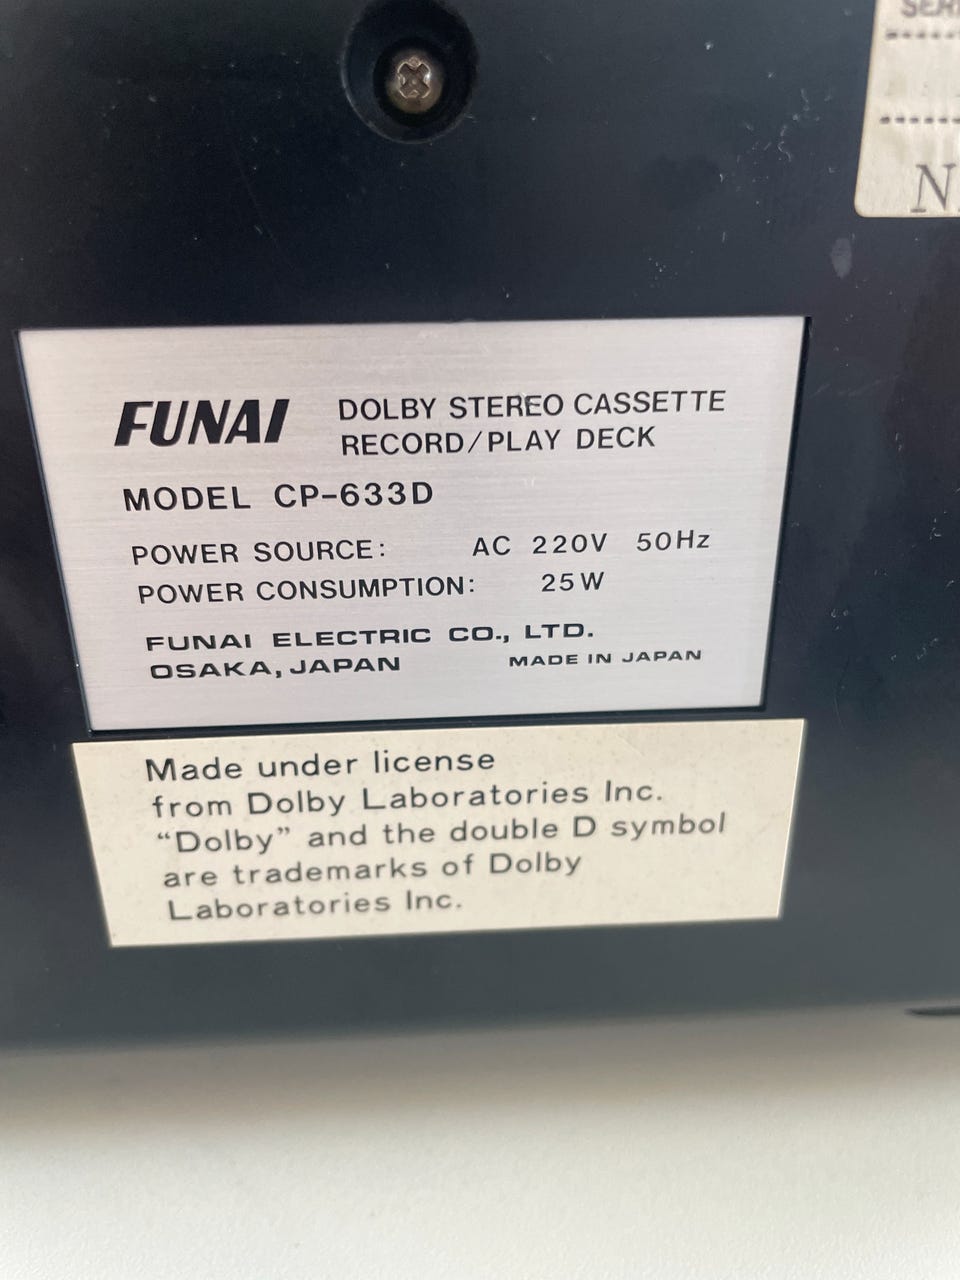 FUNAI DOLBY STEREO CASSETTE
RECORD/PLAY DECK
MODEL CP-633D
POWER SOURCE: AC 220V 50Hz
POWER CONSUMPTION: 25W
FUNAI ELECTRIC CO., LTD.
OSAKA, JAPAN MADE IN JAPAN
Made under license
from Dolby Laboratories Inc.
“Dolby” and the double D symbol
are trademarks of Dolby
Laboratories Inc.